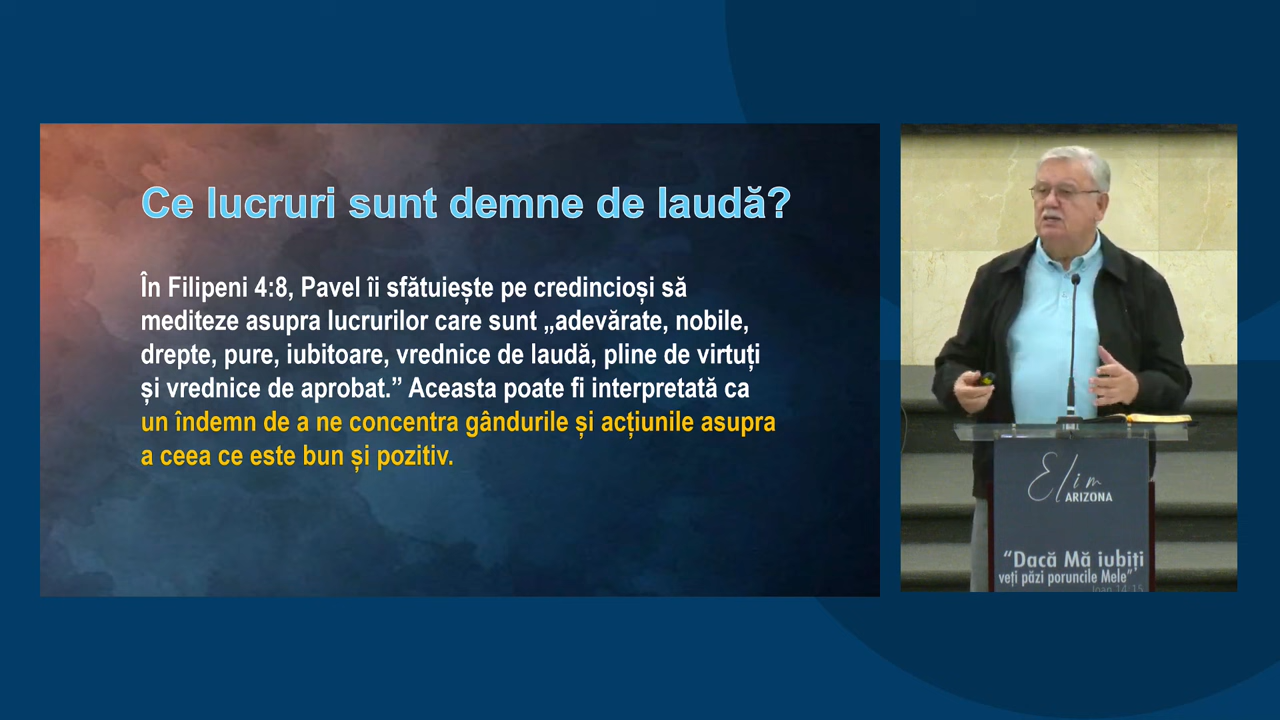 Ce lucruri sunt demne de laudă?
În Filipeni 4:8, Pavel îi sfătuiește pe credincioși să
mediteze asupra lucrurilor care sunt „adevărate, nobile,
drepte, pure, iubitoare, vrednice de laudă, pline de virtuți
și vrednice de aprobat.” Aceasta poate fi interpretată ca
un îndemn de a ne concentra gândurile și acțiunile asupra
a ceea ce este bun și pozitiv.
Elim
ARIZONA
“Dacă Mă iubiți
veți păzi poruncile Mele”
Ioan 14:15